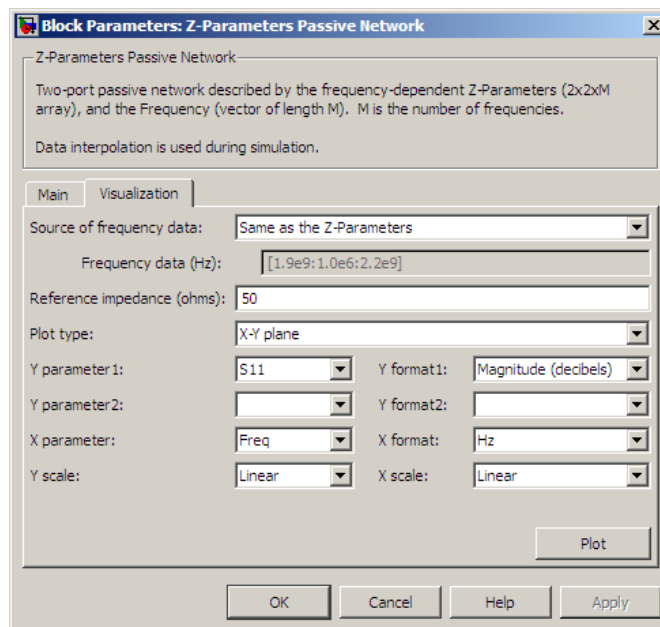 Block Parameters: Z-Parameters Passive Network
Z-Parameters Passive Network
Two-port passive network described by the frequency-dependent Z-Parameters (2x2xM
array), and the Frequency (vector of length M). M is the number of frequencies.
Data interpolation is used during simulation.
Main Visualization
Source of frequency data: Same as the Z-Parameters
Frequency data (Hz): [1.9e9:1.0e6:2.2e9]
Reference impedance (ohms): 50
Plot type: X-Y plane
Y parameter1: S11 Y format1: Magnitude (decibels)
Y parameter2: Y format2:
X parameter: Freq X format: Hz
Y scale: Linear X scale: Linear
Plot
OK Cancel Help Apply